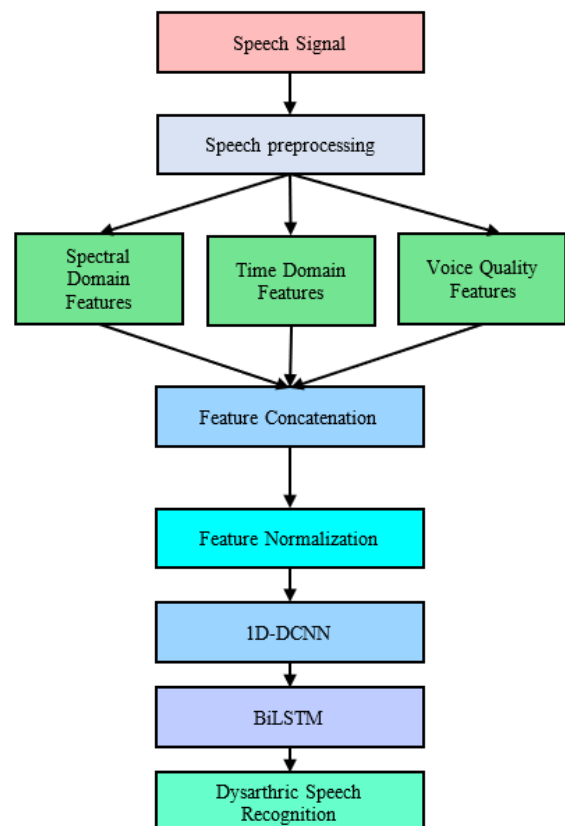 Speech Signal
Speech preprocessing
Spectral
Domain
Features
Time Domain
Features
Voice Quality
Features
Feature Concatenation
Feature Normalization
1D-DCNN
BiLSTM
Dysarthric Speech
Recognition